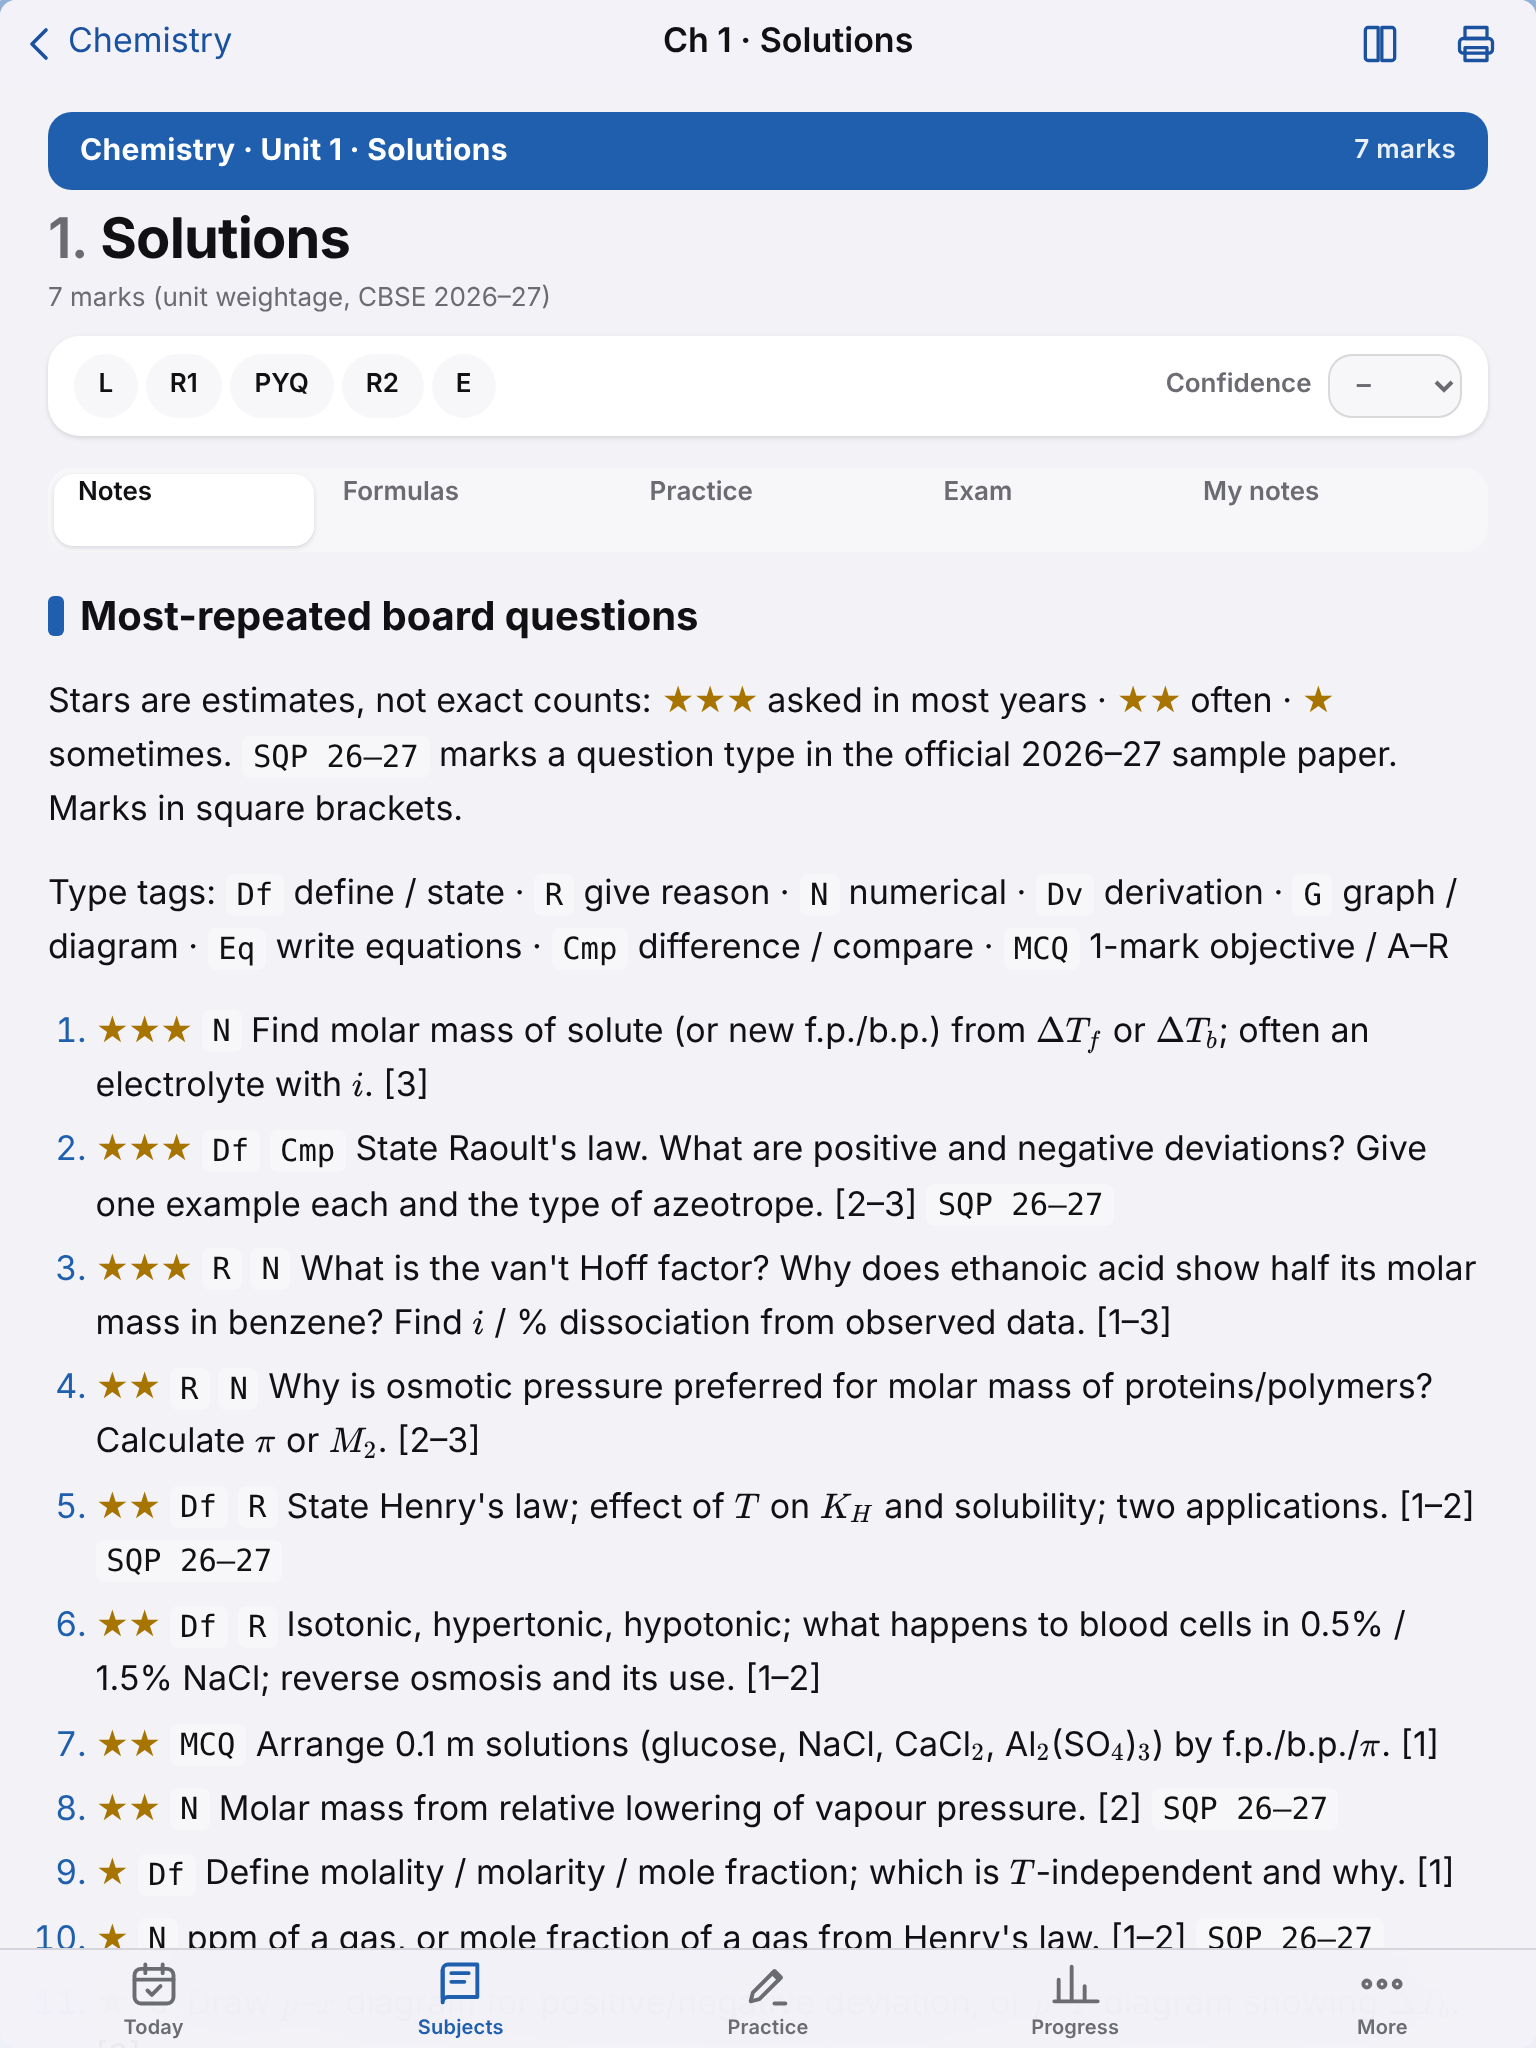 Chemistry
Ch 1 · Solutions
Chemistry · Unit 1 · Solutions
7 marks
1. Solutions
7 marks (unit weightage, CBSE 2026–27)
L R1 PYQ R2 E
Confidence –
Notes Formulas Practice Exam My notes
Most-repeated board questions
Stars are estimates, not exact counts: ★★★ asked in most years · ★★ often · ★
sometimes. SQP 26–27 marks a question type in the official 2026–27 sample paper.
Marks in square brackets.
Type tags: Df define / state · R give reason · N numerical · Dv derivation · G graph /
diagram · Eq write equations · Cmp difference / compare · MCQ 1-mark objective / A–R
1. ★★★ N Find molar mass of solute (or new f.p./b.p.) from ΔT_f or ΔT_b; often an
electrolyte with i. [3]
2. ★★★ Df Cmp State Raoult's law. What are positive and negative deviations? Give
one example each and the type of azeotrope. [2–3] SQP 26–27
3. ★★★ R N What is the van't Hoff factor? Why does ethanoic acid show half its molar
mass in benzene? Find i / % dissociation from observed data. [1–3]
4. ★★ R N Why is osmotic pressure preferred for molar mass of proteins/polymers?
Calculate π or M₂. [2–3]
5. ★★ Df R State Henry's law; effect of T on K_H and solubility; two applications. [1–2]
SQP 26–27
6. ★★ Df R Isotonic, hypertonic, hypotonic; what happens to blood cells in 0.5% /
1.5% NaCl; reverse osmosis and its use. [1–2]
7. ★★ MCQ Arrange 0.1 m solutions (glucose, NaCl, CaCl₂, Al₂(SO₄)₃) by f.p./b.p./π. [1]
8. ★★ N Molar mass from relative lowering of vapour pressure. [2] SQP 26–27
9. ★ Df Define molality / molarity / mole fraction; which is T-independent and why. [1]
10. ★ N ppm of a gas, or mole fraction of a gas from Henry's law. [1–2] SQP 26–27
11. Draw diagram for positive/negative deviation, or diagram showing
Today Subjects Practice Progress More